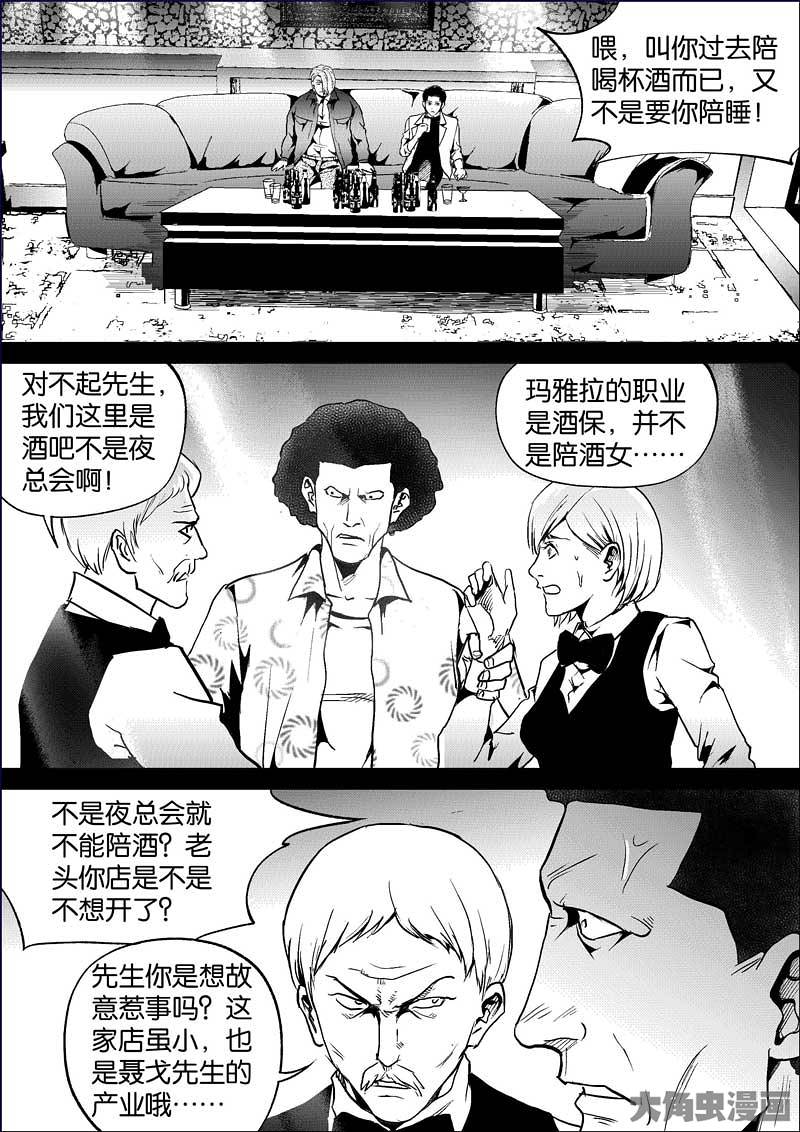 喂，叫你过去陪
喝杯酒而已，又
不是要你陪睡！
对不起先生，
我们这里是
酒吧不是夜
总会啊！
玛雅拉的职业
是酒保，并不
是陪酒女……
不是夜总会就
不能陪酒？老
头你店是不是
不想开了？
先生你是想故
意惹事吗？这
家店虽小，也
是聂戈先生的
产业哦……
大角虫漫画